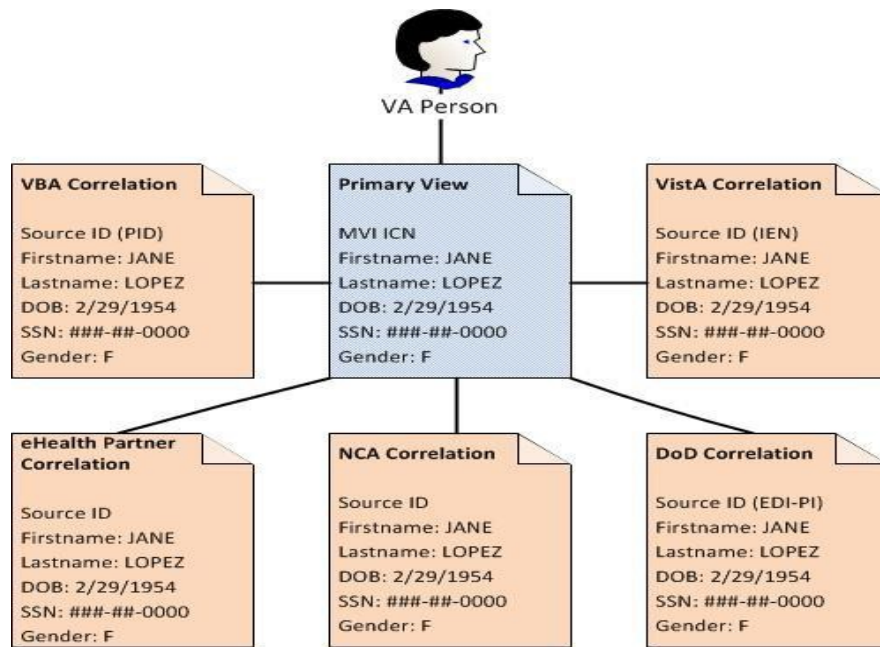 VA Person
VBA Correlation
Source ID (PID)
Firstname: JANE
Lastname: LOPEZ
DOB: 2/29/1954
SSN: ###-##-0000
Gender: F
Primary View
MVI ICN
Firstname: JANE
Lastname: LOPEZ
DOB: 2/29/1954
SSN: ###-##-0000
Gender: F
VistA Correlation
Source ID (IEN)
Firstname: JANE
Lastname: LOPEZ
DOB: 2/29/1954
SSN: ###-##-0000
Gender: F
eHealth Partner
Correlation
Source ID
Firstname: JANE
Lastname: LOPEZ
DOB: 2/29/1954
SSN: ###-##-0000
Gender: F
NCA Correlation
Source ID
Firstname: JANE
Lastname: LOPEZ
DOB: 2/29/1954
SSN: ###-##-0000
Gender: F
DoD Correlation
Source ID (EDI-PI)
Firstname: JANE
Lastname: LOPEZ
DOB: 2/29/1954
SSN: ###-##-0000
Gender: F